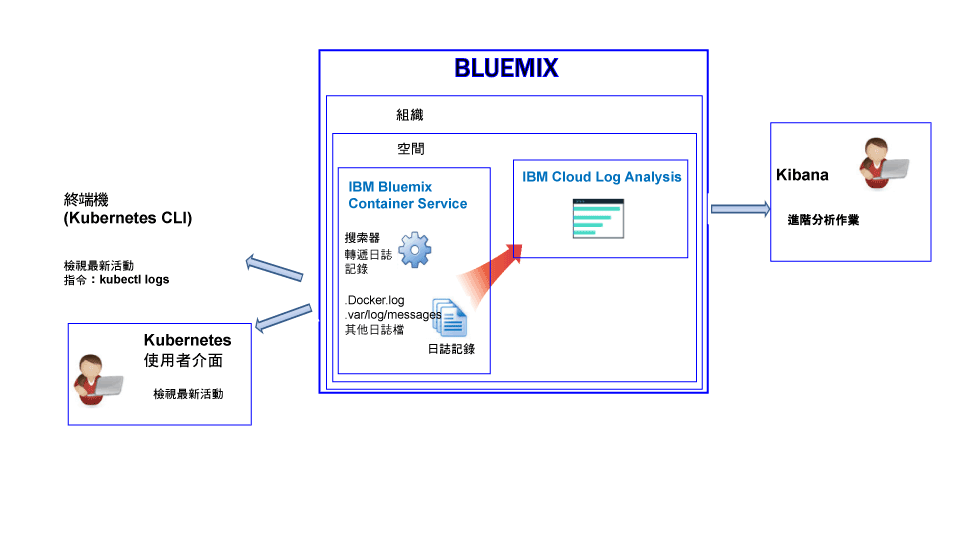 BLUEMIX
組織
空間
IBM Bluemix
Container Service
搜索器
轉遞日誌
記錄
.Docker.log
.var/log/messages
其他日誌檔
日誌記錄
IBM Cloud Log Analysis
Kibana
進階分析作業
終端機
(Kubernetes CLI)
檢視最新活動
指令：kubectl logs
Kubernetes
使用者介面
檢視最新活動